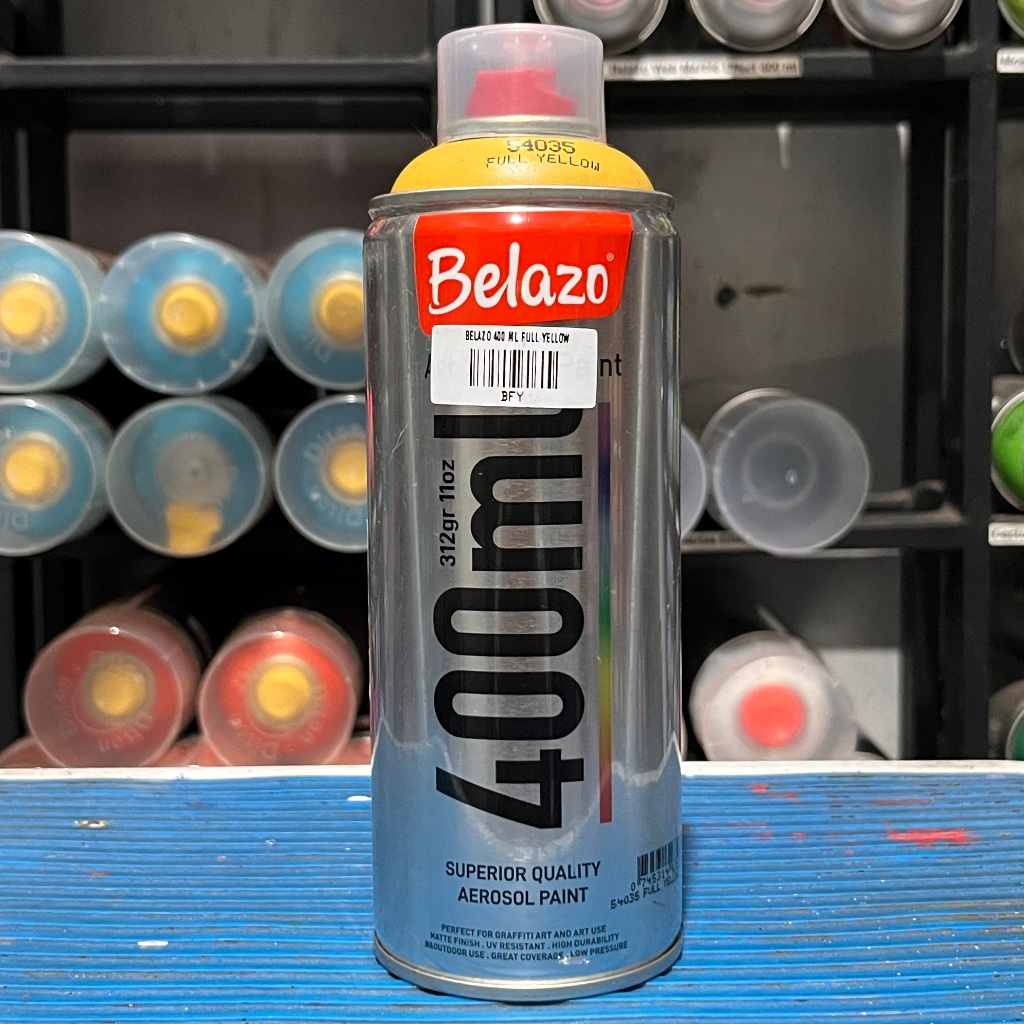 54035
FULL YELLOW
Belazo®
BELAZO 400 ML FULL YELLOW
BFY
Paint
400ml
312gr 11oz
SUPERIOR QUALITY
AEROSOL PAINT
54035 FULL YELLOW
PERFECT FOR GRAFFITI ART AND ART USE
MATTE FINISH . UV RESISTANT . HIGH DURABILITY
IN&OUTDOOR USE . GREAT COVERAGE . LOW PRESSURE